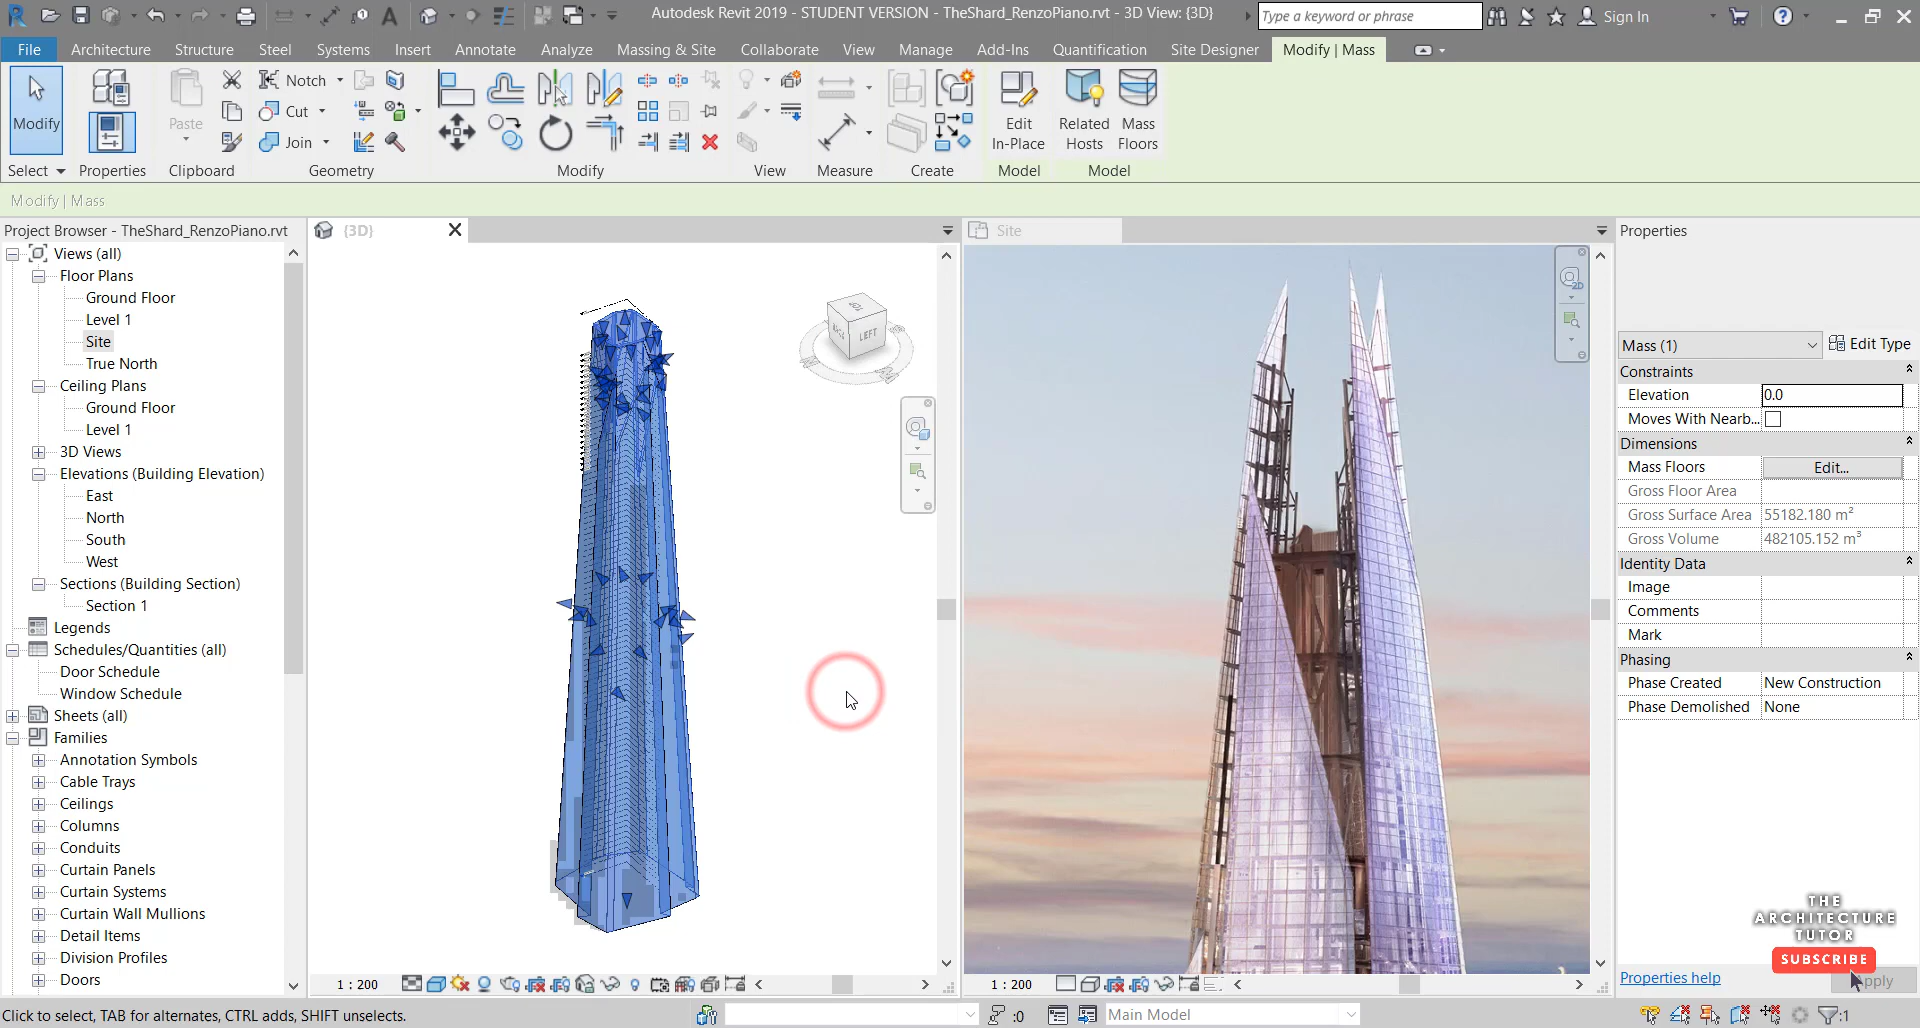 Autodesk Revit 2019 - STUDENT VERSION - TheShard_RenzoPiano.rvt - 3D View: {3D}
Type a keyword or phrase
Sign In
File Architecture Structure Steel Systems Insert Annotate Analyze Massing & Site Collaborate View Manage Add-Ins Quantification Site Designer Modify | Mass
Modify
Paste
Notch
Cut
Join
Edit
In-Place
Related
Hosts
Mass
Floors
Select Properties Clipboard Geometry Modify View Measure Create Model Model
Modify | Mass
Project Browser - TheShard_RenzoPiano.rvt
Views (all)
Floor Plans
Ground Floor
Level 1
Site
True North
Ceiling Plans
Ground Floor
Level 1
3D Views
Elevations (Building Elevation)
East
North
South
West
Sections (Building Section)
Section 1
Legends
Schedules/Quantities (all)
Door Schedule
Window Schedule
Sheets (all)
Families
Annotation Symbols
Cable Trays
Ceilings
Columns
Conduits
Curtain Panels
Curtain Systems
Curtain Wall Mullions
Detail Items
Division Profiles
Doors
{3D}
LEFT
1 : 200
Site
2D
1 : 200
Properties
Mass (1)
Edit Type
Constraints
Elevation 0.0
Moves With Nearb...
Dimensions
Mass Floors Edit...
Gross Floor Area
Gross Surface Area 55182.180 m²
Gross Volume 482105.152 m³
Identity Data
Image
Comments
Mark
Phasing
Phase Created New Construction
Phase Demolished None
THE
ARCHITECTURE
TUTOR
SUBSCRIBE
Properties help
Click to select, TAB for alternates, CTRL adds, SHIFT unselects.
:0
Main Model
:1